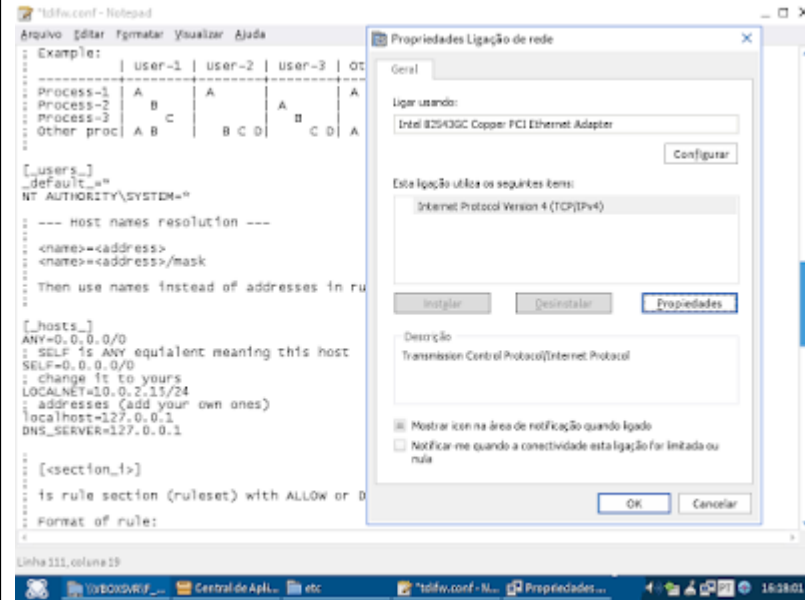 *tdifw.conf - Notepad
Arquivo Editar Formatar Visualizar Ajuda
; Example:
; | User-1 | User-2 | User-3 | Ot
; Process-1 | A | A | | A
; Process-2 | B | | A
; Process-3 | C | | B
; Other proc| A B | B C D| C D| A
[_users_]
_default_="
NT AUTHORITY\SYSTEM="
; --- Host names resolution ---
; <name>=<address>
; <name>=<address>/mask
; Then use names instead of addresses in ru
[_hosts_]
ANY=0.0.0.0/0
; SELF is ANY equialent meaning this host
SELF=0.0.0.0/0
; change it to yours
LOCALNET=10.0.2.15/24
; addresses (add your own ones)
localhost=127.0.0.1
DNS_SERVER=127.0.0.1
; [<section_i>]
; is rule section (ruleset) with ALLOW or D
; Format of rule:
Linha 111, coluna 19
Propriedades Ligação de rede
Geral
Ligar usando:
Intel 82543GC Copper PCI Ethernet Adapter
Configurar
Esta ligação utiliza os seguintes itens:
Internet Protocol Version 4 (TCP/IPv4)
Instalar Desinstalar Propiedades
Descrição
Transmission Control Protocol/Internet Protocol
Mostrar icon na área de notificação quando ligado
Notificar-me quando a conectividade esta ligação for limitada ou
nula
OK Cancelar
\\VBOXSVR\F_... Central de Apli... etc *tdifw.conf - N... Propriedades ... PT 16:18:01